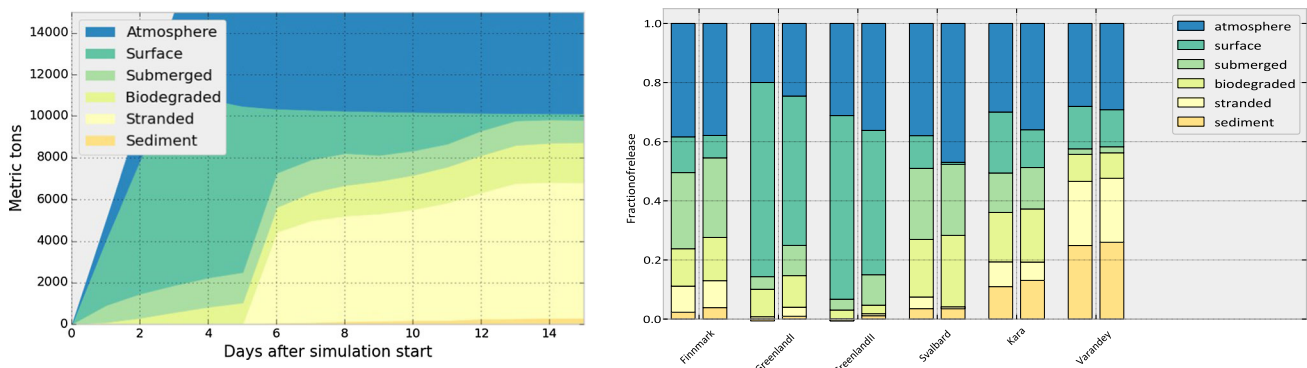 14000
12000
10000
8000
6000
4000
2000
0
Metric tons
Atmosphere
Surface
Submerged
Biodegraded
Stranded
Sediment
0 2 4 6 8 10 12 14
Days after simulation start
1.0
0.8
0.6
0.4
0.2
0.0
Fractionofrelease
atmosphere
surface
submerged
biodegraded
stranded
sediment
Finnmark
reenlandI
reenlandII
Svalbard
Kara
Varandey